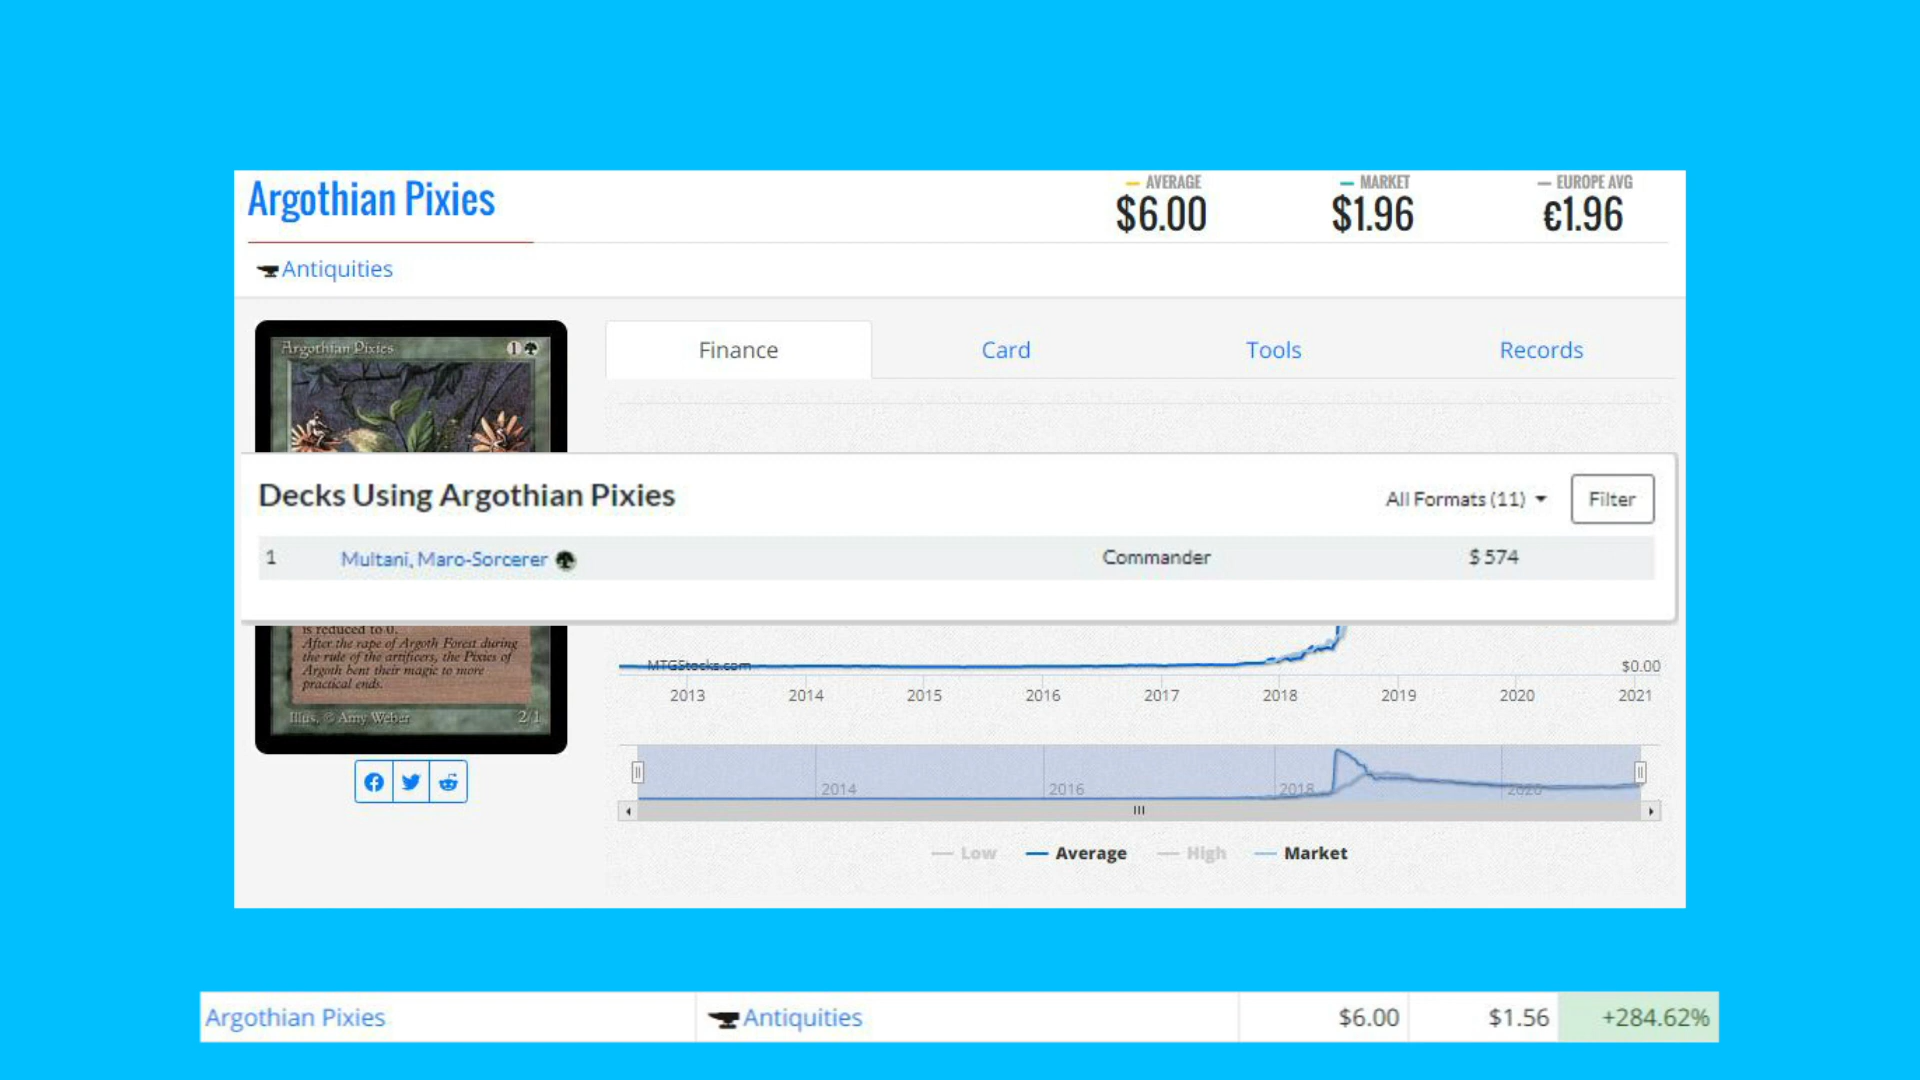 Argothian Pixies
AVERAGE
$6.00
MARKET
$1.96
EUROPE AVG
€1.96
Antiquities
Argothian Pixies 1
Finance
Card
Tools
Records
Decks Using Argothian Pixies
All Formats (11)
Filter
1 Multani, Maro-Sorcerer Commander $ 574
is reduced to 0.
After the rape of Argoth Forest during
the rule of the artificers, the Pixies of
Argoth bent their magic to more
practical ends.
Illus. © Amy Weber 2/1
MTGStocks.com
$0.00
2013 2014 2015 2016 2017 2018 2019 2020 2021
2014 2016 2018 2020
Low Average High Market
Argothian Pixies Antiquities $6.00 $1.56 +284.62%